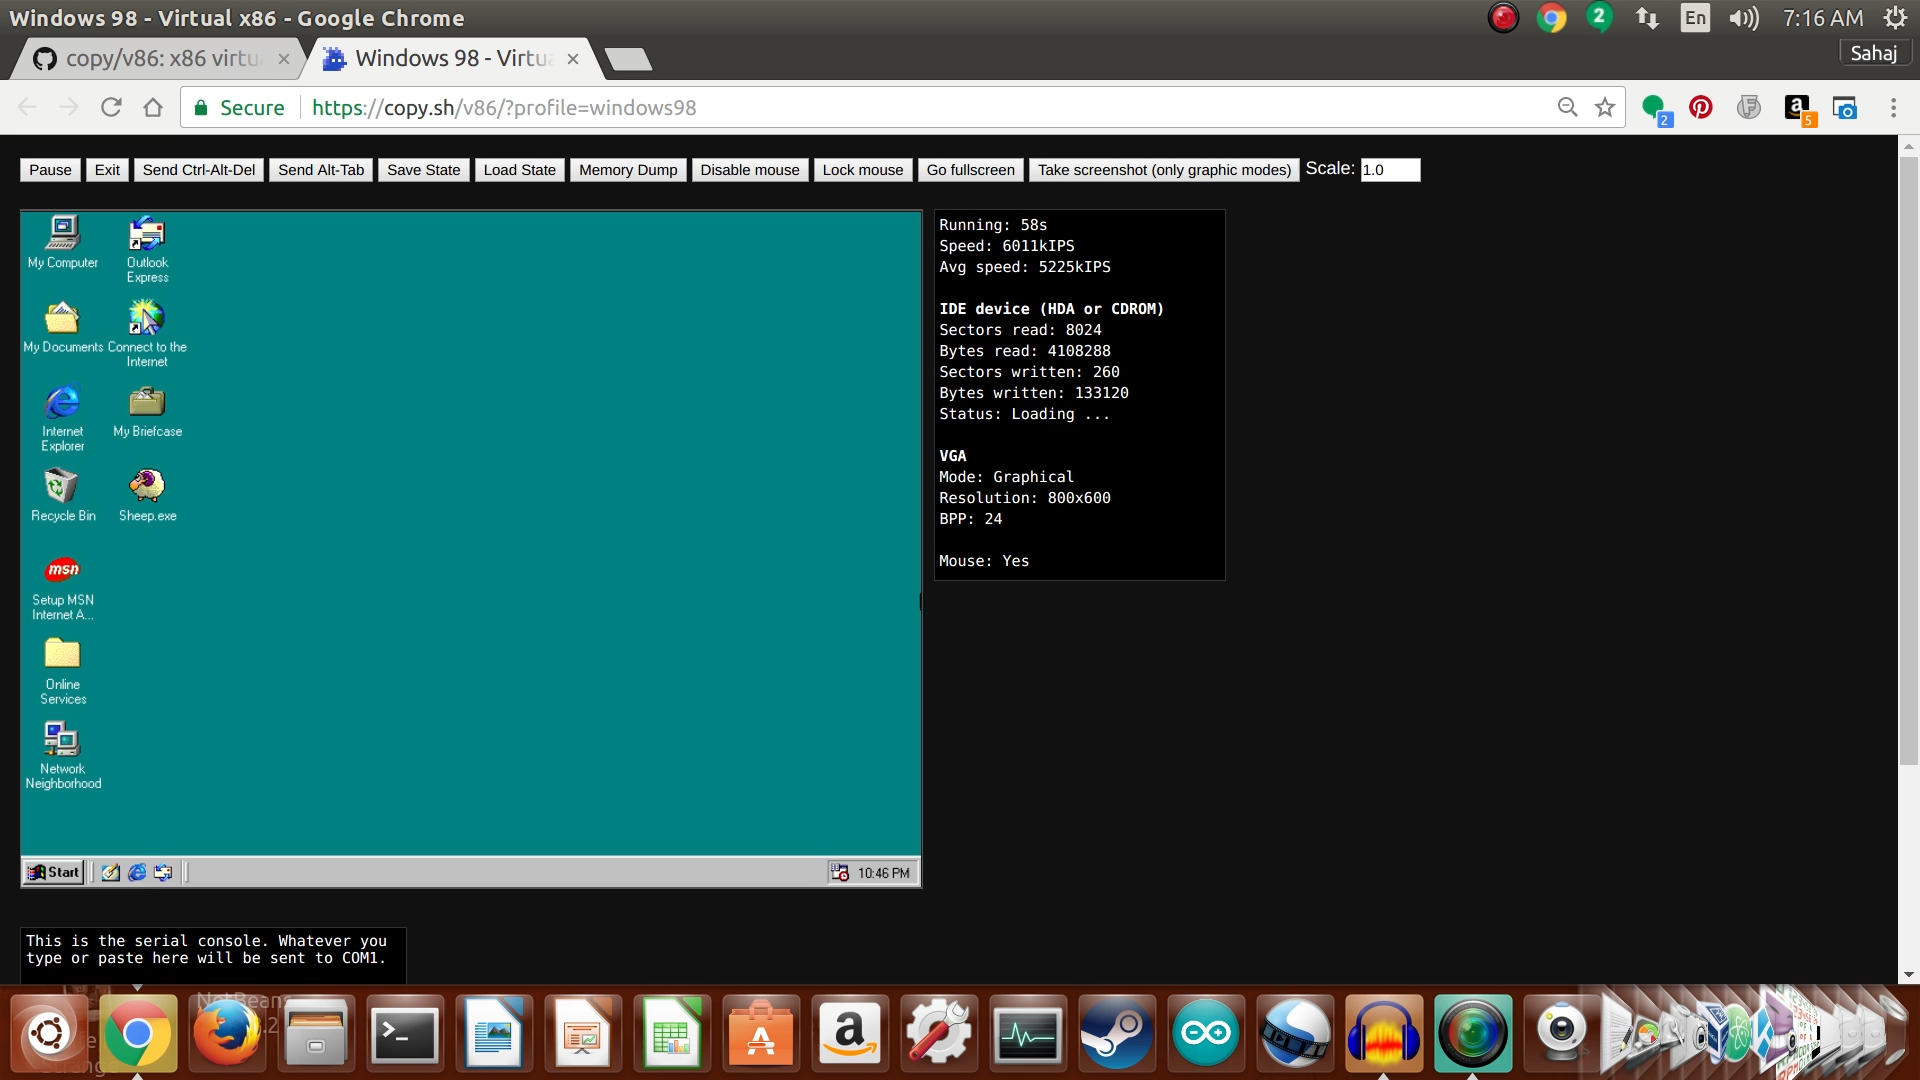 Windows 98 - Virtual x86 - Google Chrome
2
En
7:16 AM
copy/v86: x86 virtu
Windows 98 - Virtu
Sahaj
Secure
https://copy.sh/v86/?profile=windows98
2
a
5
Pause
Exit
Send Ctrl-Alt-Del
Send Alt-Tab
Save State
Load State
Memory Dump
Disable mouse
Lock mouse
Go fullscreen
Take screenshot (only graphic modes)
Scale:
1.0
My Computer
Outlook
Express
My Documents
Connect to the
Internet
Internet
Explorer
My Briefcase
Recycle Bin
Sheep.exe
msn
Setup MSN
Internet A...
Online
Services
Network
Neighborhood
Start
10:46 PM
Running: 58s
Speed: 6011kIPS
Avg speed: 5225kIPS
IDE device (HDA or CDROM)
Sectors read: 8024
Bytes read: 4108288
Sectors written: 260
Bytes written: 133120
Status: Loading ...
VGA
Mode: Graphical
Resolution: 800x600
BPP: 24
Mouse: Yes
This is the serial console. Whatever you
type or paste here will be sent to COM1.
NetBeans
a